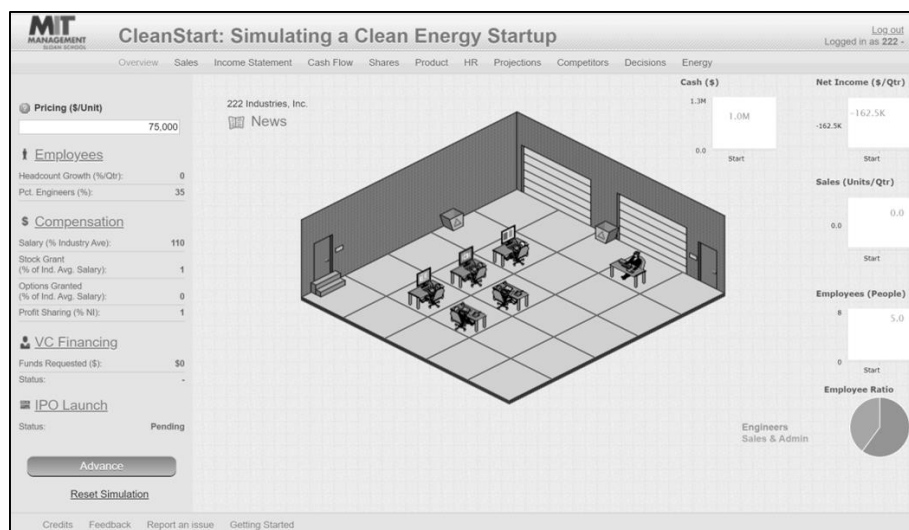 MIT
MANAGEMENT
SLOAN SCHOOL
CleanStart: Simulating a Clean Energy Startup
Log out
Logged in as 222 -
Overview Sales Income Statement Cash Flow Shares Product HR Projections Competitors Decisions Energy
Pricing ($/Unit)
75,000
Employees
Headcount Growth (%/Qtr): 0
Pct. Engineers (%): 35
$ Compensation
Salary (% Industry Ave): 110
Stock Grant
(% of Ind. Avg. Salary): 1
Options Granted
(% of Ind. Avg. Salary): 0
Profit Sharing (% NI): 1
VC Financing
Funds Requested ($): $0
Status: -
IPO Launch
Status: Pending
Advance
Reset Simulation
222 Industries, Inc.
News
Cash ($)
1.3M
1.0M
0.0
Start
Net Income ($/Qtr)
-162.5K
-162.5K
Start
Sales (Units/Qtr)
0.0
0.0
Start
Employees (People)
8
5.0
0
Start
Employee Ratio
Engineers
Sales & Admin
Credits Feedback Report an issue Getting Started